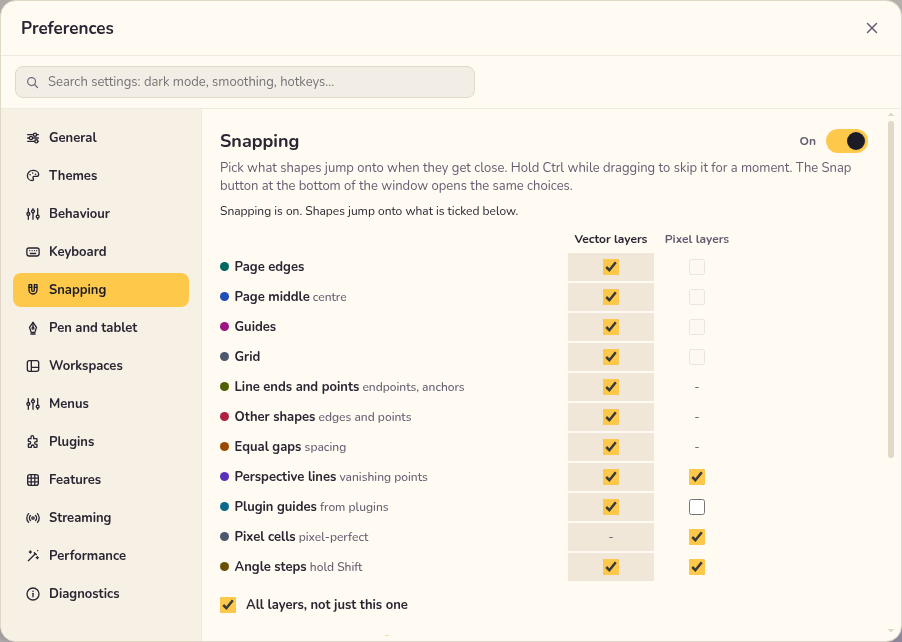 Preferences
Search settings: dark mode, smoothing, hotkeys...
General
Themes
Behaviour
Keyboard
Snapping
Pen and tablet
Workspaces
Menus
Plugins
Features
Streaming
Performance
Diagnostics
Snapping
On
Pick what shapes jump onto when they get close. Hold Ctrl while dragging to skip it for a moment. The Snap
button at the bottom of the window opens the same choices.
Snapping is on. Shapes jump onto what is ticked below.
Vector layers Pixel layers
Page edges
Page middle centre
Guides
Grid
Line ends and points endpoints, anchors -
Other shapes edges and points -
Equal gaps spacing -
Perspective lines vanishing points
Plugin guides from plugins
Pixel cells pixel-perfect -
Angle steps hold Shift
All layers, not just this one